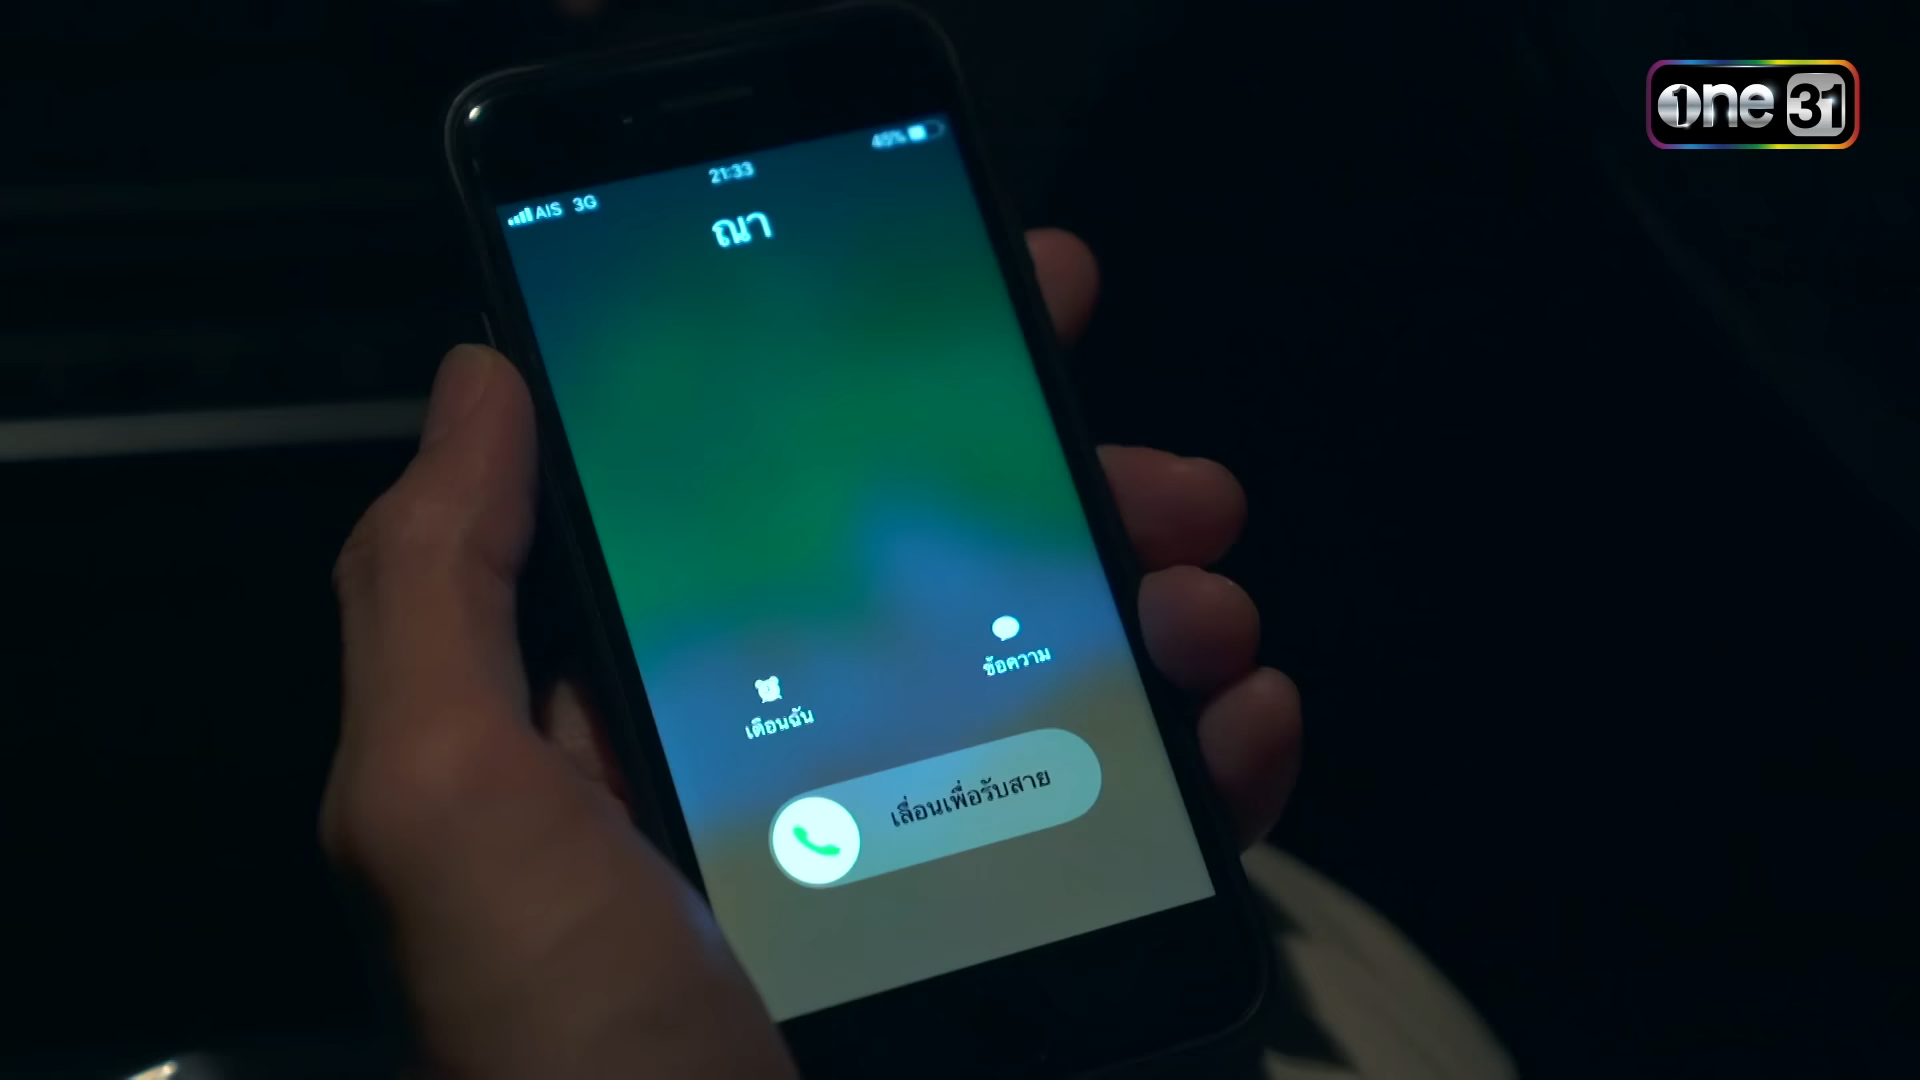 one31
45%
21:33
AIS 3G
ณา
ข้อความ
เตือนฉัน
เลื่อนเพื่อรับสาย